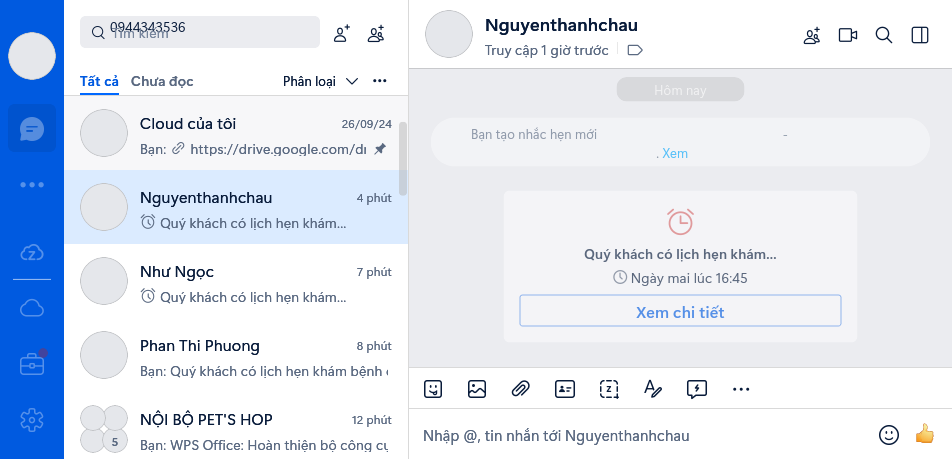 0944343536
Tìm kiếm
Tất cả Chưa đọc Phân loại
Cloud của tôi 26/09/24
Bạn: https://drive.google.com/dr
Nguyenthanhchau 4 phút
Quý khách có lịch hẹn khám...
Như Ngọc 7 phút
Quý khách có lịch hẹn khám...
Phan Thi Phuong 8 phút
Bạn: Quý khách có lịch hẹn khám bệnh
NỘI BỘ PET'S HOP 12 phút
5
Bạn: WPS Office: Hoàn thiện bộ công cụ
Nguyenthanhchau
Truy cập 1 giờ trước
Hôm nay
Bạn tạo nhắc hẹn mới -
. Xem
Quý khách có lịch hẹn khám...
Ngày mai lúc 16:45
Xem chi tiết
Nhập @, tin nhắn tới Nguyenthanhchau